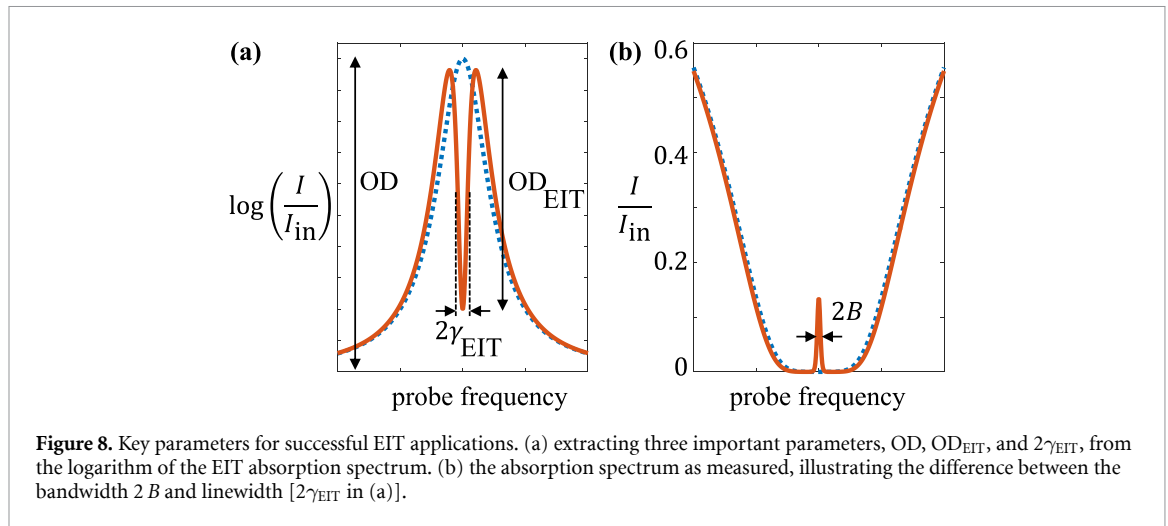 (a)
OD
OD_EIT
log(I/I_in)
2γ_EIT
probe frequency
(b)
0.6
0.4
I/I_in
0.2
2B
0
probe frequency
Figure 8. Key parameters for successful EIT applications. (a) extracting three important parameters, OD, OD_EIT, and 2γ_EIT, from
the logarithm of the EIT absorption spectrum. (b) the absorption spectrum as measured, illustrating the difference between the
bandwidth 2 B and linewidth [2γ_EIT in (a)].